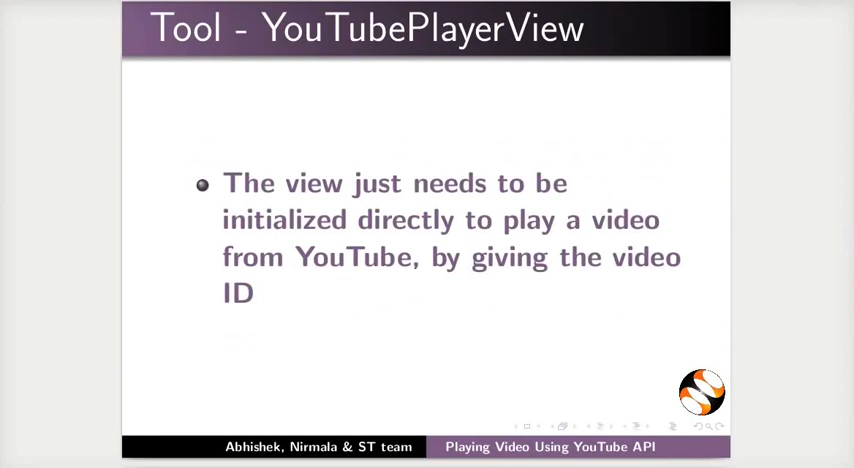 Tool - YouTubePlayerView
The view just needs to be
initialized directly to play a video
from YouTube, by giving the video
ID
Abhishek, Nirmala & ST team
Playing Video Using YouTube API